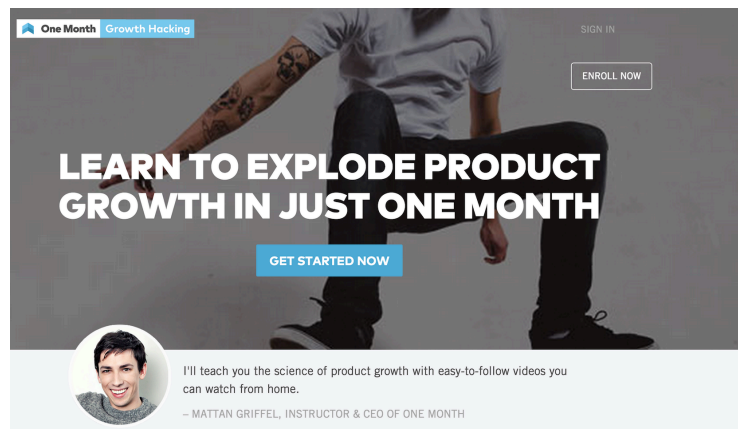 One Month Growth Hacking
SIGN IN
ENROLL NOW
LEARN TO EXPLODE PRODUCT
GROWTH IN JUST ONE MONTH
GET STARTED NOW
I'll teach you the science of product growth with easy-to-follow videos you
can watch from home.
– MATTAN GRIFFEL, INSTRUCTOR & CEO OF ONE MONTH